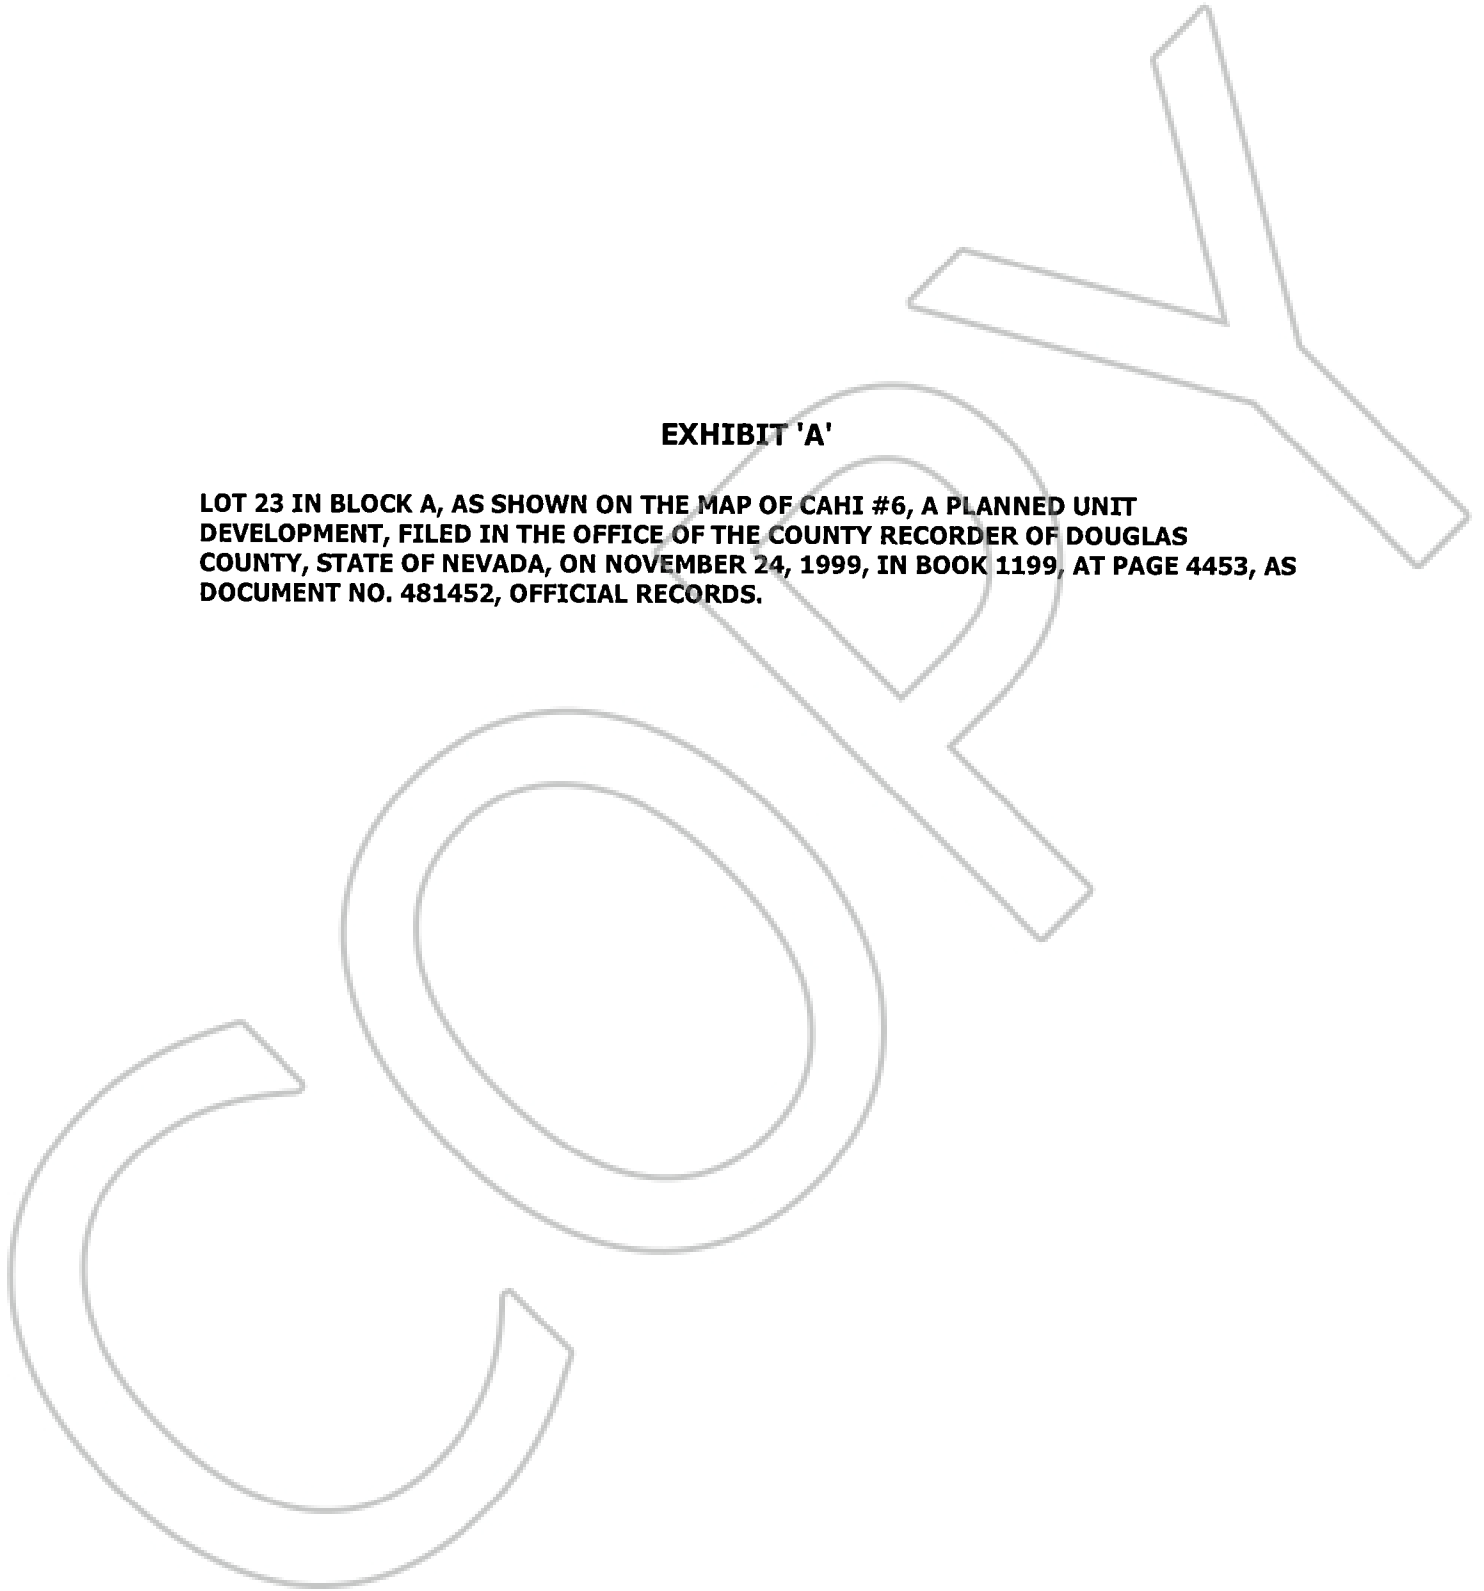 EXHIBIT 'A'
LOT 23 IN BLOCK A, AS SHOWN ON THE MAP OF CAHI #6, A PLANNED UNIT
DEVELOPMENT, FILED IN THE OFFICE OF THE COUNTY RECORDER OF DOUGLAS
COUNTY, STATE OF NEVADA, ON NOVEMBER 24, 1999, IN BOOK 1199, AT PAGE 4453, AS
DOCUMENT NO. 481452, OFFICIAL RECORDS.
COPY